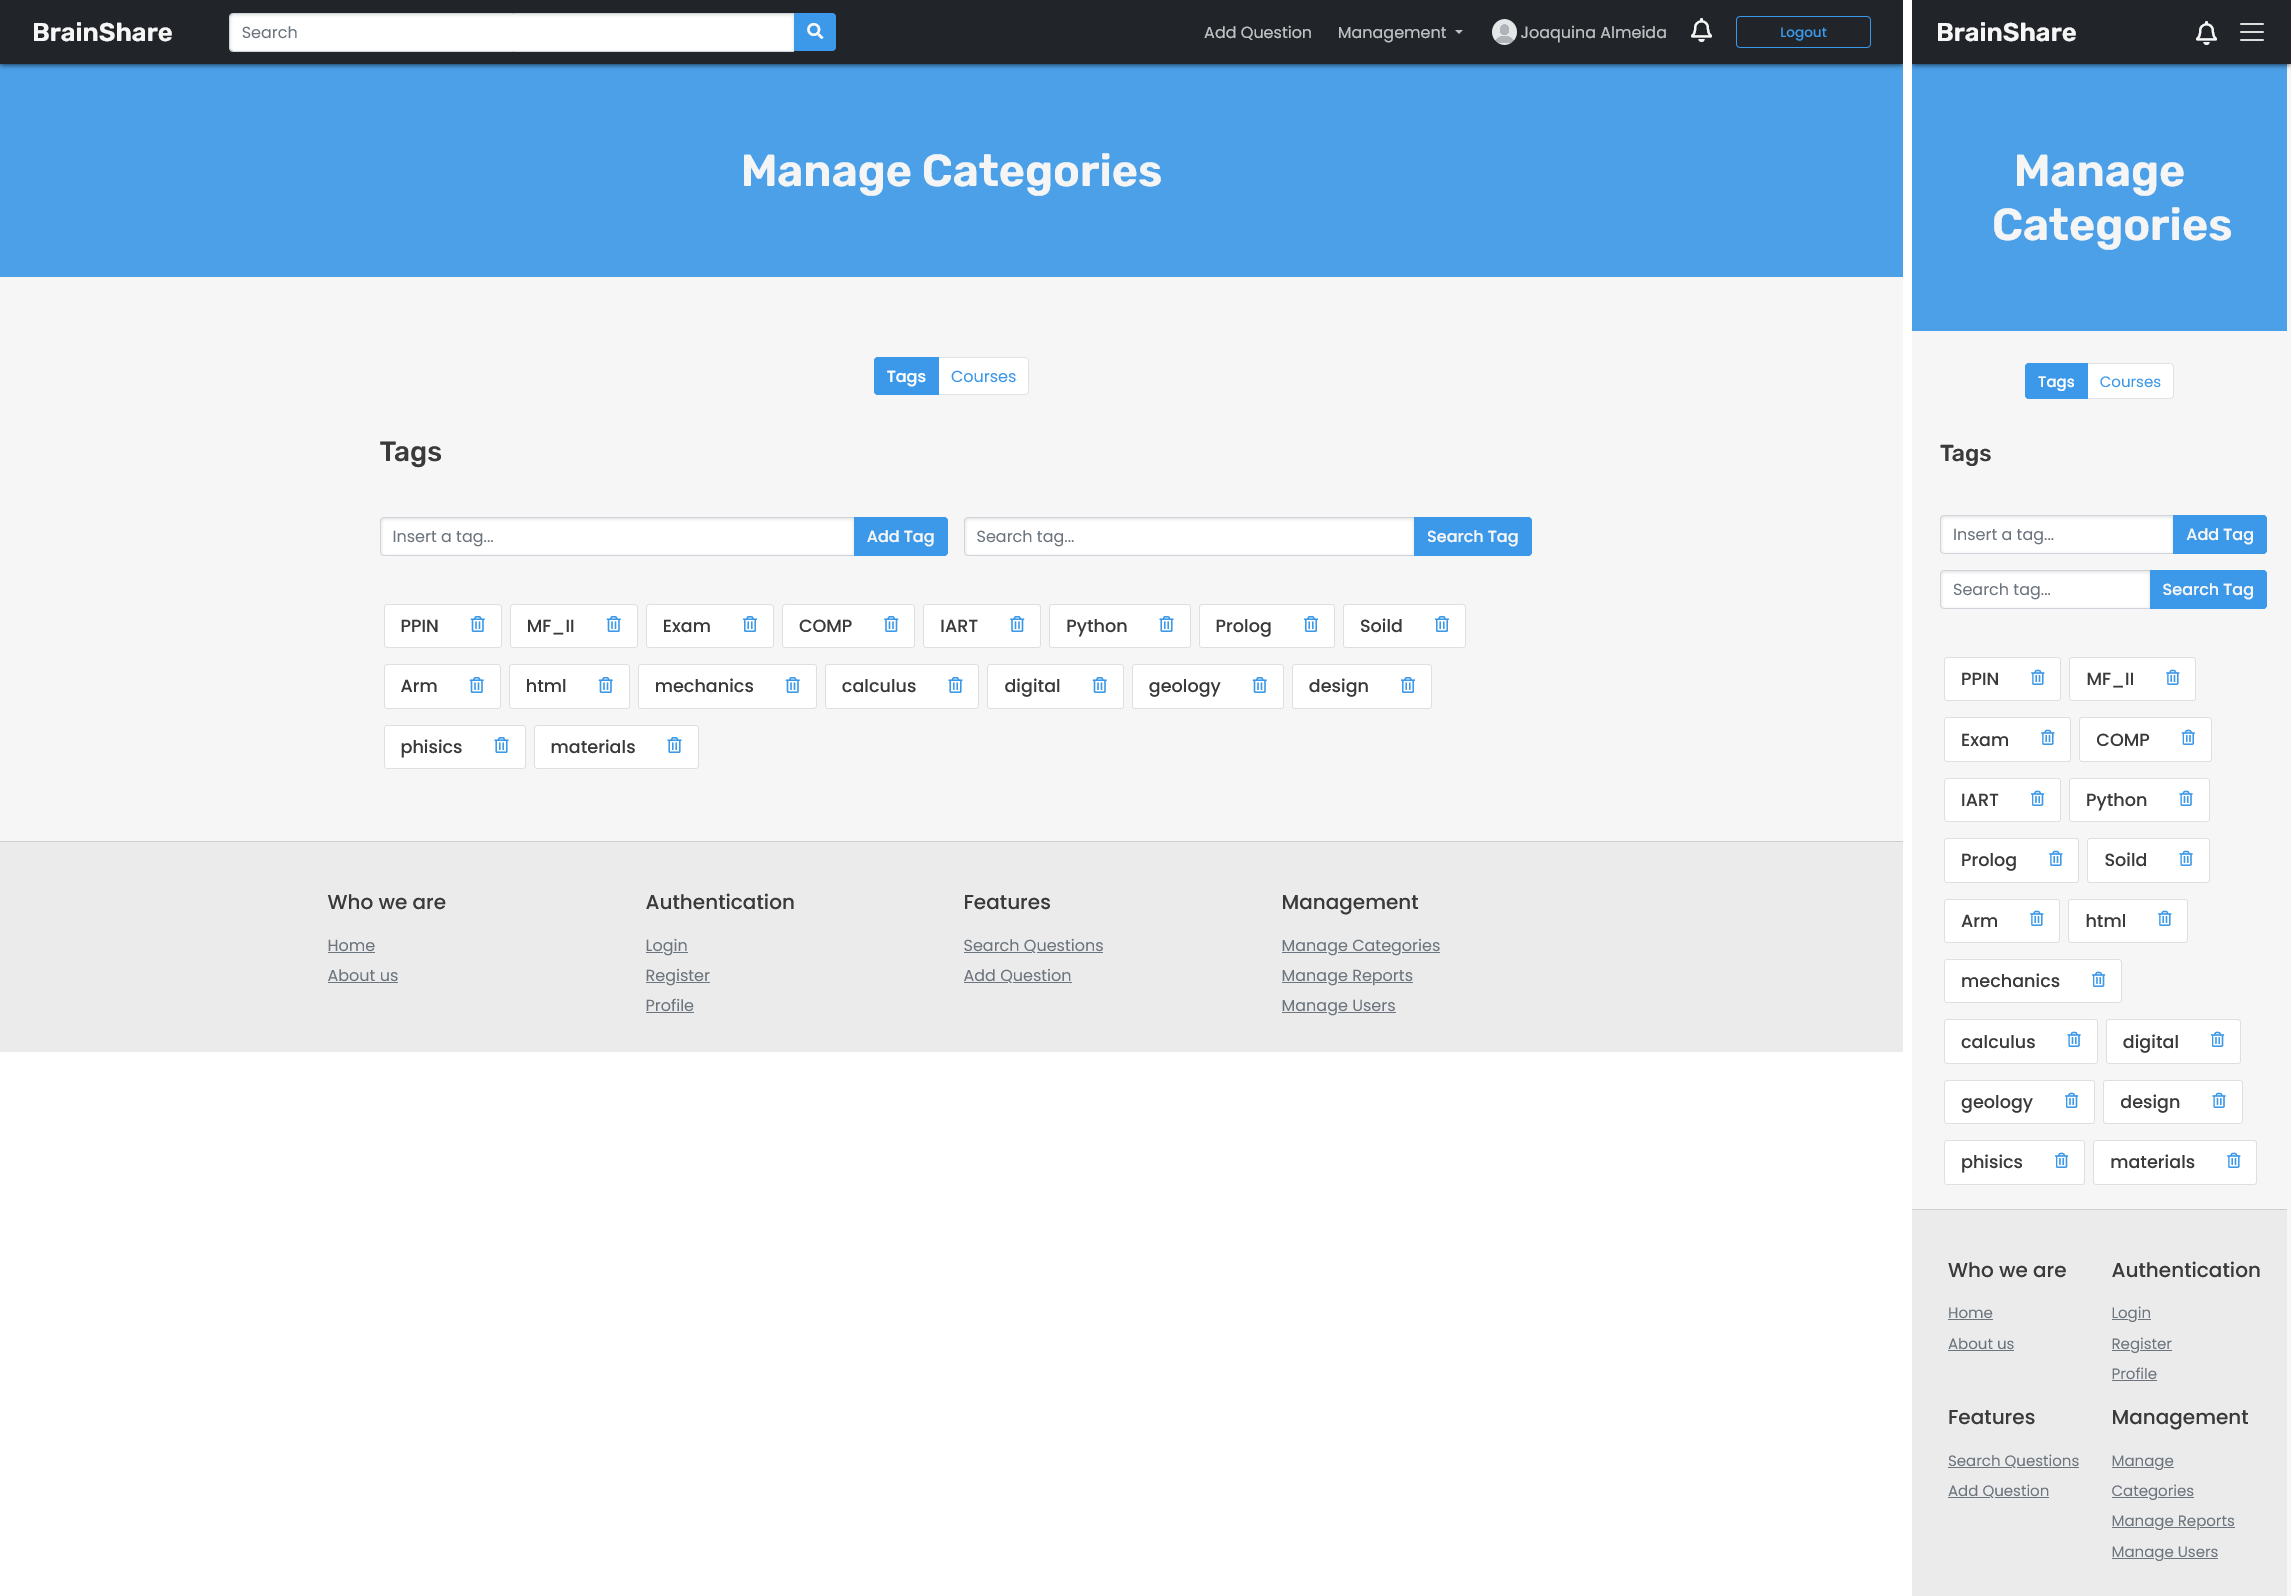 BrainShare
Search
Add Question Management Joaquina Almeida Logout
Manage Categories
Tags Courses
Tags
Insert a tag... Add Tag Search tag... Search Tag
PPIN MF_II Exam COMP IART Python Prolog Soild
Arm html mechanics calculus digital geology design
phisics materials
Who we are Authentication Features Management
Home Login Search Questions Manage Categories
About us Register Add Question Manage Reports
Profile Manage Users
BrainShare
Manage
Categories
Tags Courses
Tags
Insert a tag... Add Tag
Search tag... Search Tag
PPIN MF_II
Exam COMP
IART Python
Prolog Soild
Arm html
mechanics
calculus digital
geology design
phisics materials
Who we are Authentication
Home Login
About us Register
Profile
Features Management
Search Questions Manage
Add Question Categories
Manage Reports
Manage Users